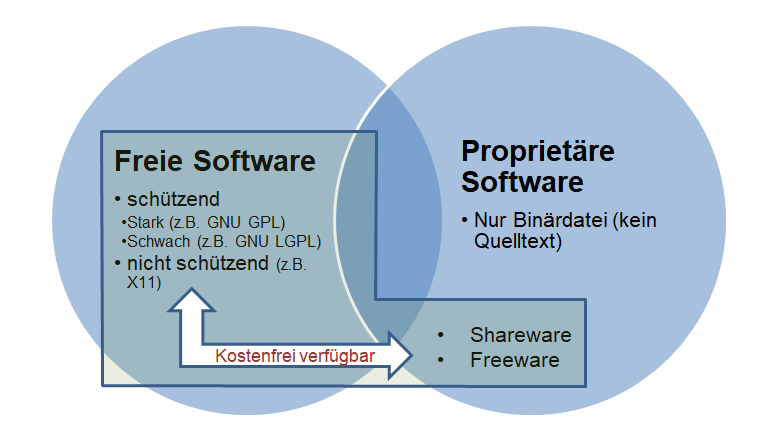 Freie Software
• schützend
•Stark (z.B. GNU GPL)
•Schwach (z.B. GNU LGPL)
• nicht schützend (z.B.
X11)
Kostenfrei verfügbar
Proprietäre
Software
• Nur Binärdatei (kein
Quelltext)
• Shareware
• Freeware